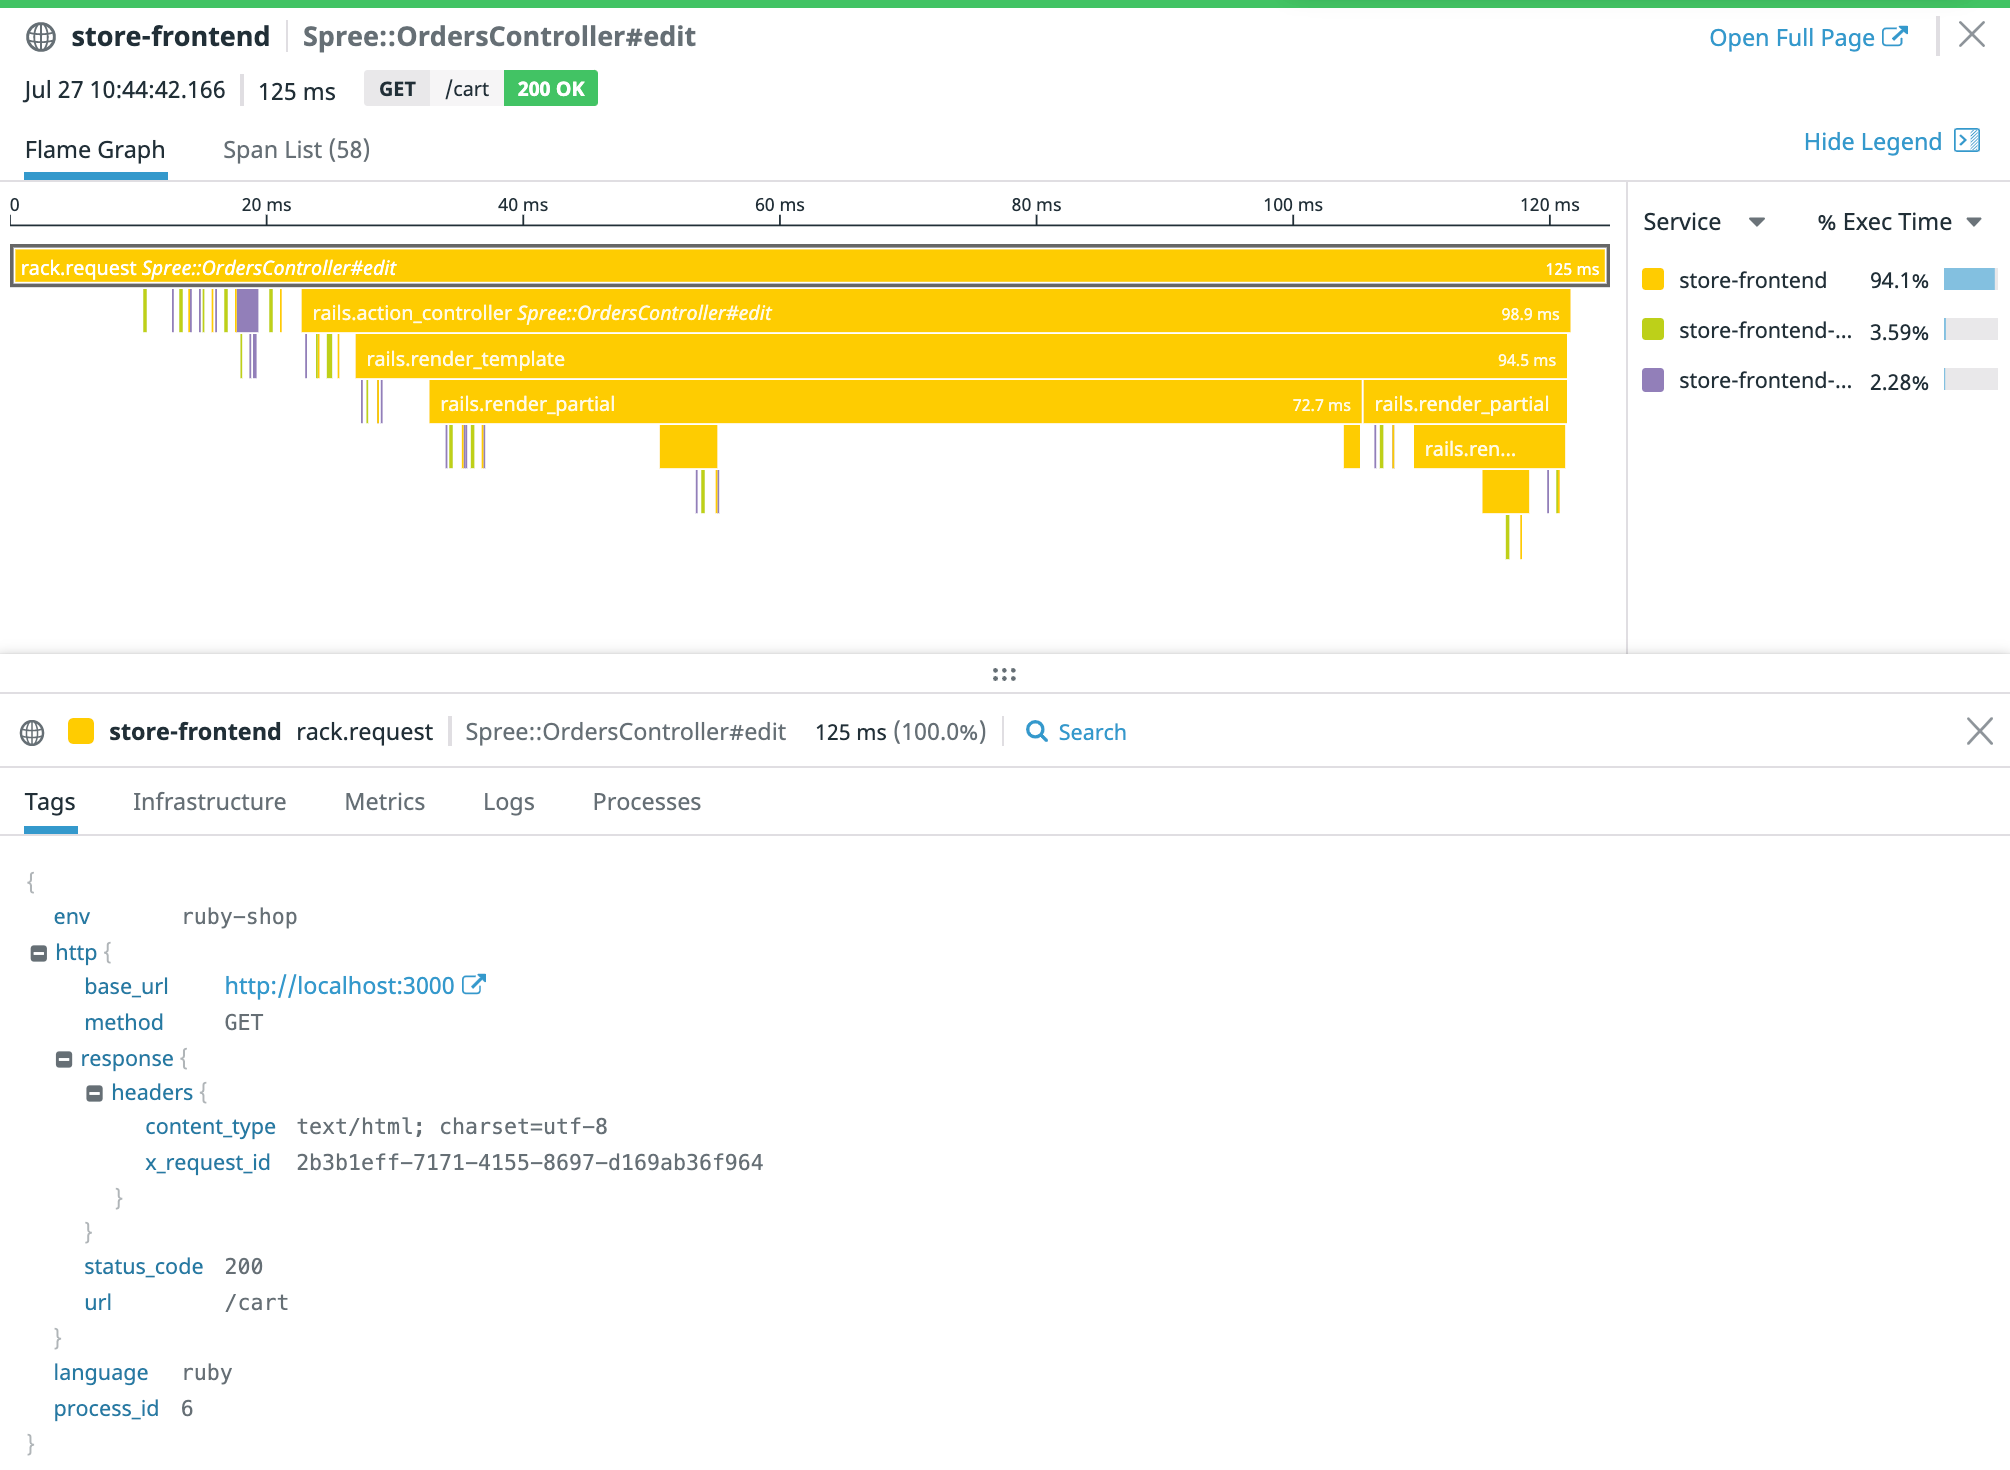 store-frontend Spree::OrdersController#edit Open Full Page
Jul 27 10:44:42.166 125 ms GET /cart 200 OK
Flame Graph Span List (58) Hide Legend
0 20 ms 40 ms 60 ms 80 ms 100 ms 120 ms
Service % Exec Time
rack.request Spree::OrdersController#edit 125 ms
store-frontend 94.1%
rails.action_controller Spree::OrdersController#edit 98.9 ms
store-frontend-... 3.59%
rails.render_template 94.5 ms
store-frontend-... 2.28%
rails.render_partial 72.7 ms rails.render_partial
rails.ren...
store-frontend rack.request Spree::OrdersController#edit 125 ms (100.0%) Search
Tags Infrastructure Metrics Logs Processes
{
env ruby-shop
http {
base_url http://localhost:3000
method GET
response {
headers {
content_type text/html; charset=utf-8
x_request_id 2b3b1eff-7171-4155-8697-d169ab36f964
}
}
status_code 200
url /cart
}
language ruby
process_id 6
}